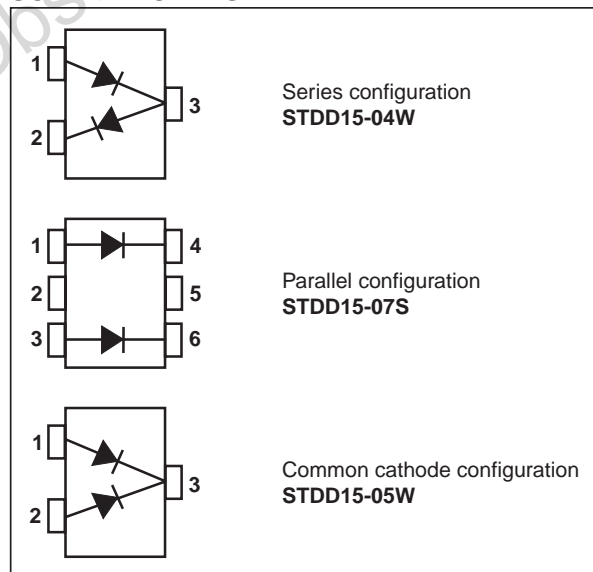 1
3
2
Series configuration
STDD15-04W
1
4
2
5
3
6
Parallel configuration
STDD15-07S
1
3
2
Common cathode configuration
STDD15-05W